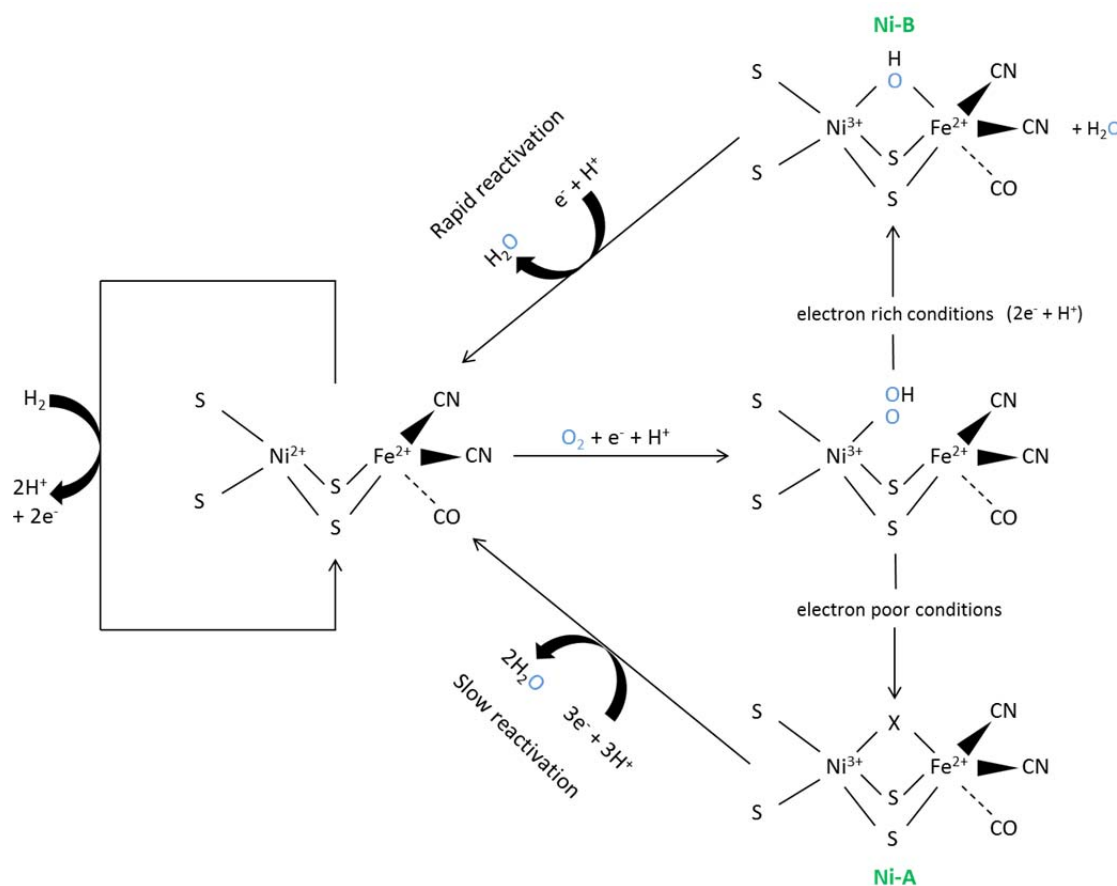 Ni-B
H
O
S
CN
Ni³⁺
Fe²⁺
CN
+ H₂O
S
S
CO
S
Rapid reactivation
e⁻ + H⁺
H₂O
electron rich conditions (2e⁻ + H⁺)
H₂
2H⁺
+ 2e⁻
S
CN
Ni²⁺
Fe²⁺
CN
S
S
CO
S
O₂ + e⁻ + H⁺
OH
O
S
CN
Ni³⁺
Fe²⁺
CN
S
S
CO
S
electron poor conditions
2H₂O
3e⁻ + 3H⁺
Slow reactivation
S
X
CN
Ni³⁺
Fe²⁺
CN
S
S
CO
S
Ni-A